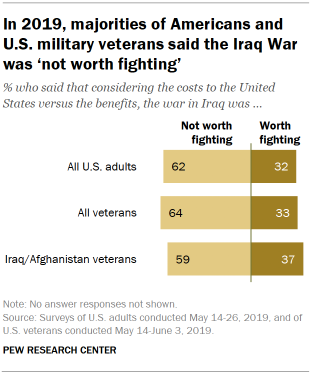 In 2019, majorities of Americans and
U.S. military veterans said the Iraq War
was ‘not worth fighting’
% who said that considering the costs to the United
States versus the benefits, the war in Iraq was ...
Not worth fighting Worth fighting
All U.S. adults 62 32
All veterans 64 33
Iraq/Afghanistan veterans 59 37
Note: No answer responses not shown.
Source: Surveys of U.S. adults conducted May 14-26, 2019, and of
U.S. veterans conducted May 14-June 3, 2019.
PEW RESEARCH CENTER